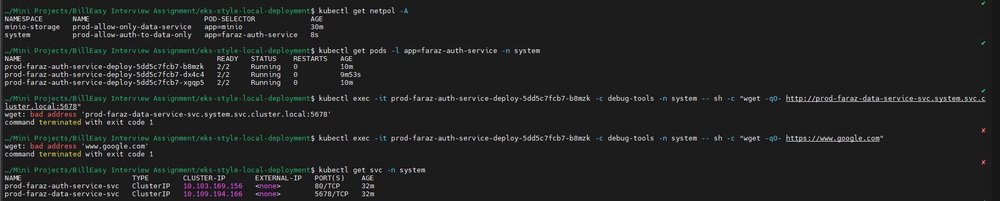 …/Mini Projects/BillEasy Interview Assignment/eks-style-local-deployment$ kubectl get netpol -A ✔
NAMESPACE NAME POD-SELECTOR AGE
minio-storage prod-allow-only-data-service app=minio 30m
system prod-allow-auth-to-data-only app=faraz-auth-service 8s
✔
…/Mini Projects/BillEasy Interview Assignment/eks-style-local-deployment$ kubectl get pods -l app=faraz-auth-service -n system
NAME READY STATUS RESTARTS AGE
prod-faraz-auth-service-deploy-5dd5c7fcb7-b8mzk 2/2 Running 0 10m
prod-faraz-auth-service-deploy-5dd5c7fcb7-dx4c4 2/2 Running 0 9m53s
prod-faraz-auth-service-deploy-5dd5c7fcb7-xgqp5 2/2 Running 0 10m
✔
…/Mini Projects/BillEasy Interview Assignment/eks-style-local-deployment$ kubectl exec -it prod-faraz-auth-service-deploy-5dd5c7fcb7-b8mzk -c debug-tools -n system -- sh -c "wget -qO- http://prod-faraz-data-service-svc.system.svc.c
luster.local:5678"
wget: bad address 'prod-faraz-data-service-svc.system.svc.cluster.local:5678'
command terminated with exit code 1
✘
…/Mini Projects/BillEasy Interview Assignment/eks-style-local-deployment$ kubectl exec -it prod-faraz-auth-service-deploy-5dd5c7fcb7-b8mzk -c debug-tools -n system -- sh -c "wget -qO- https://www.google.com"
wget: bad address 'www.google.com'
command terminated with exit code 1
✘
…/Mini Projects/BillEasy Interview Assignment/eks-style-local-deployment$ kubectl get svc -n system
NAME TYPE CLUSTER-IP EXTERNAL-IP PORT(S) AGE
prod-faraz-auth-service-svc ClusterIP 10.103.169.156 <none> 80/TCP 32m
prod-faraz-data-service-svc ClusterIP 10.109.194.166 <none> 5678/TCP 32m